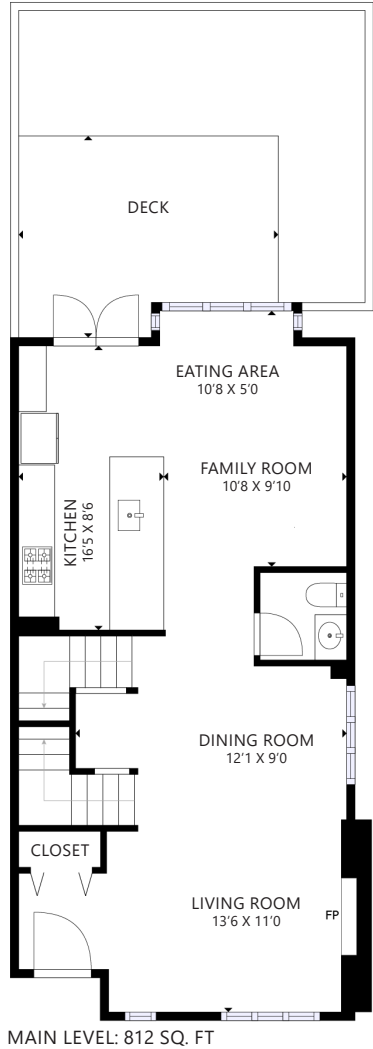 DECK
EATING AREA
10'8 X 5'0
FAMILY ROOM
10'8 X 9'10
KITCHEN
16'5 X 8'6
DINING ROOM
12'1 X 9'0
CLOSET
LIVING ROOM
13'6 X 11'0
FP
MAIN LEVEL: 812 SQ. FT